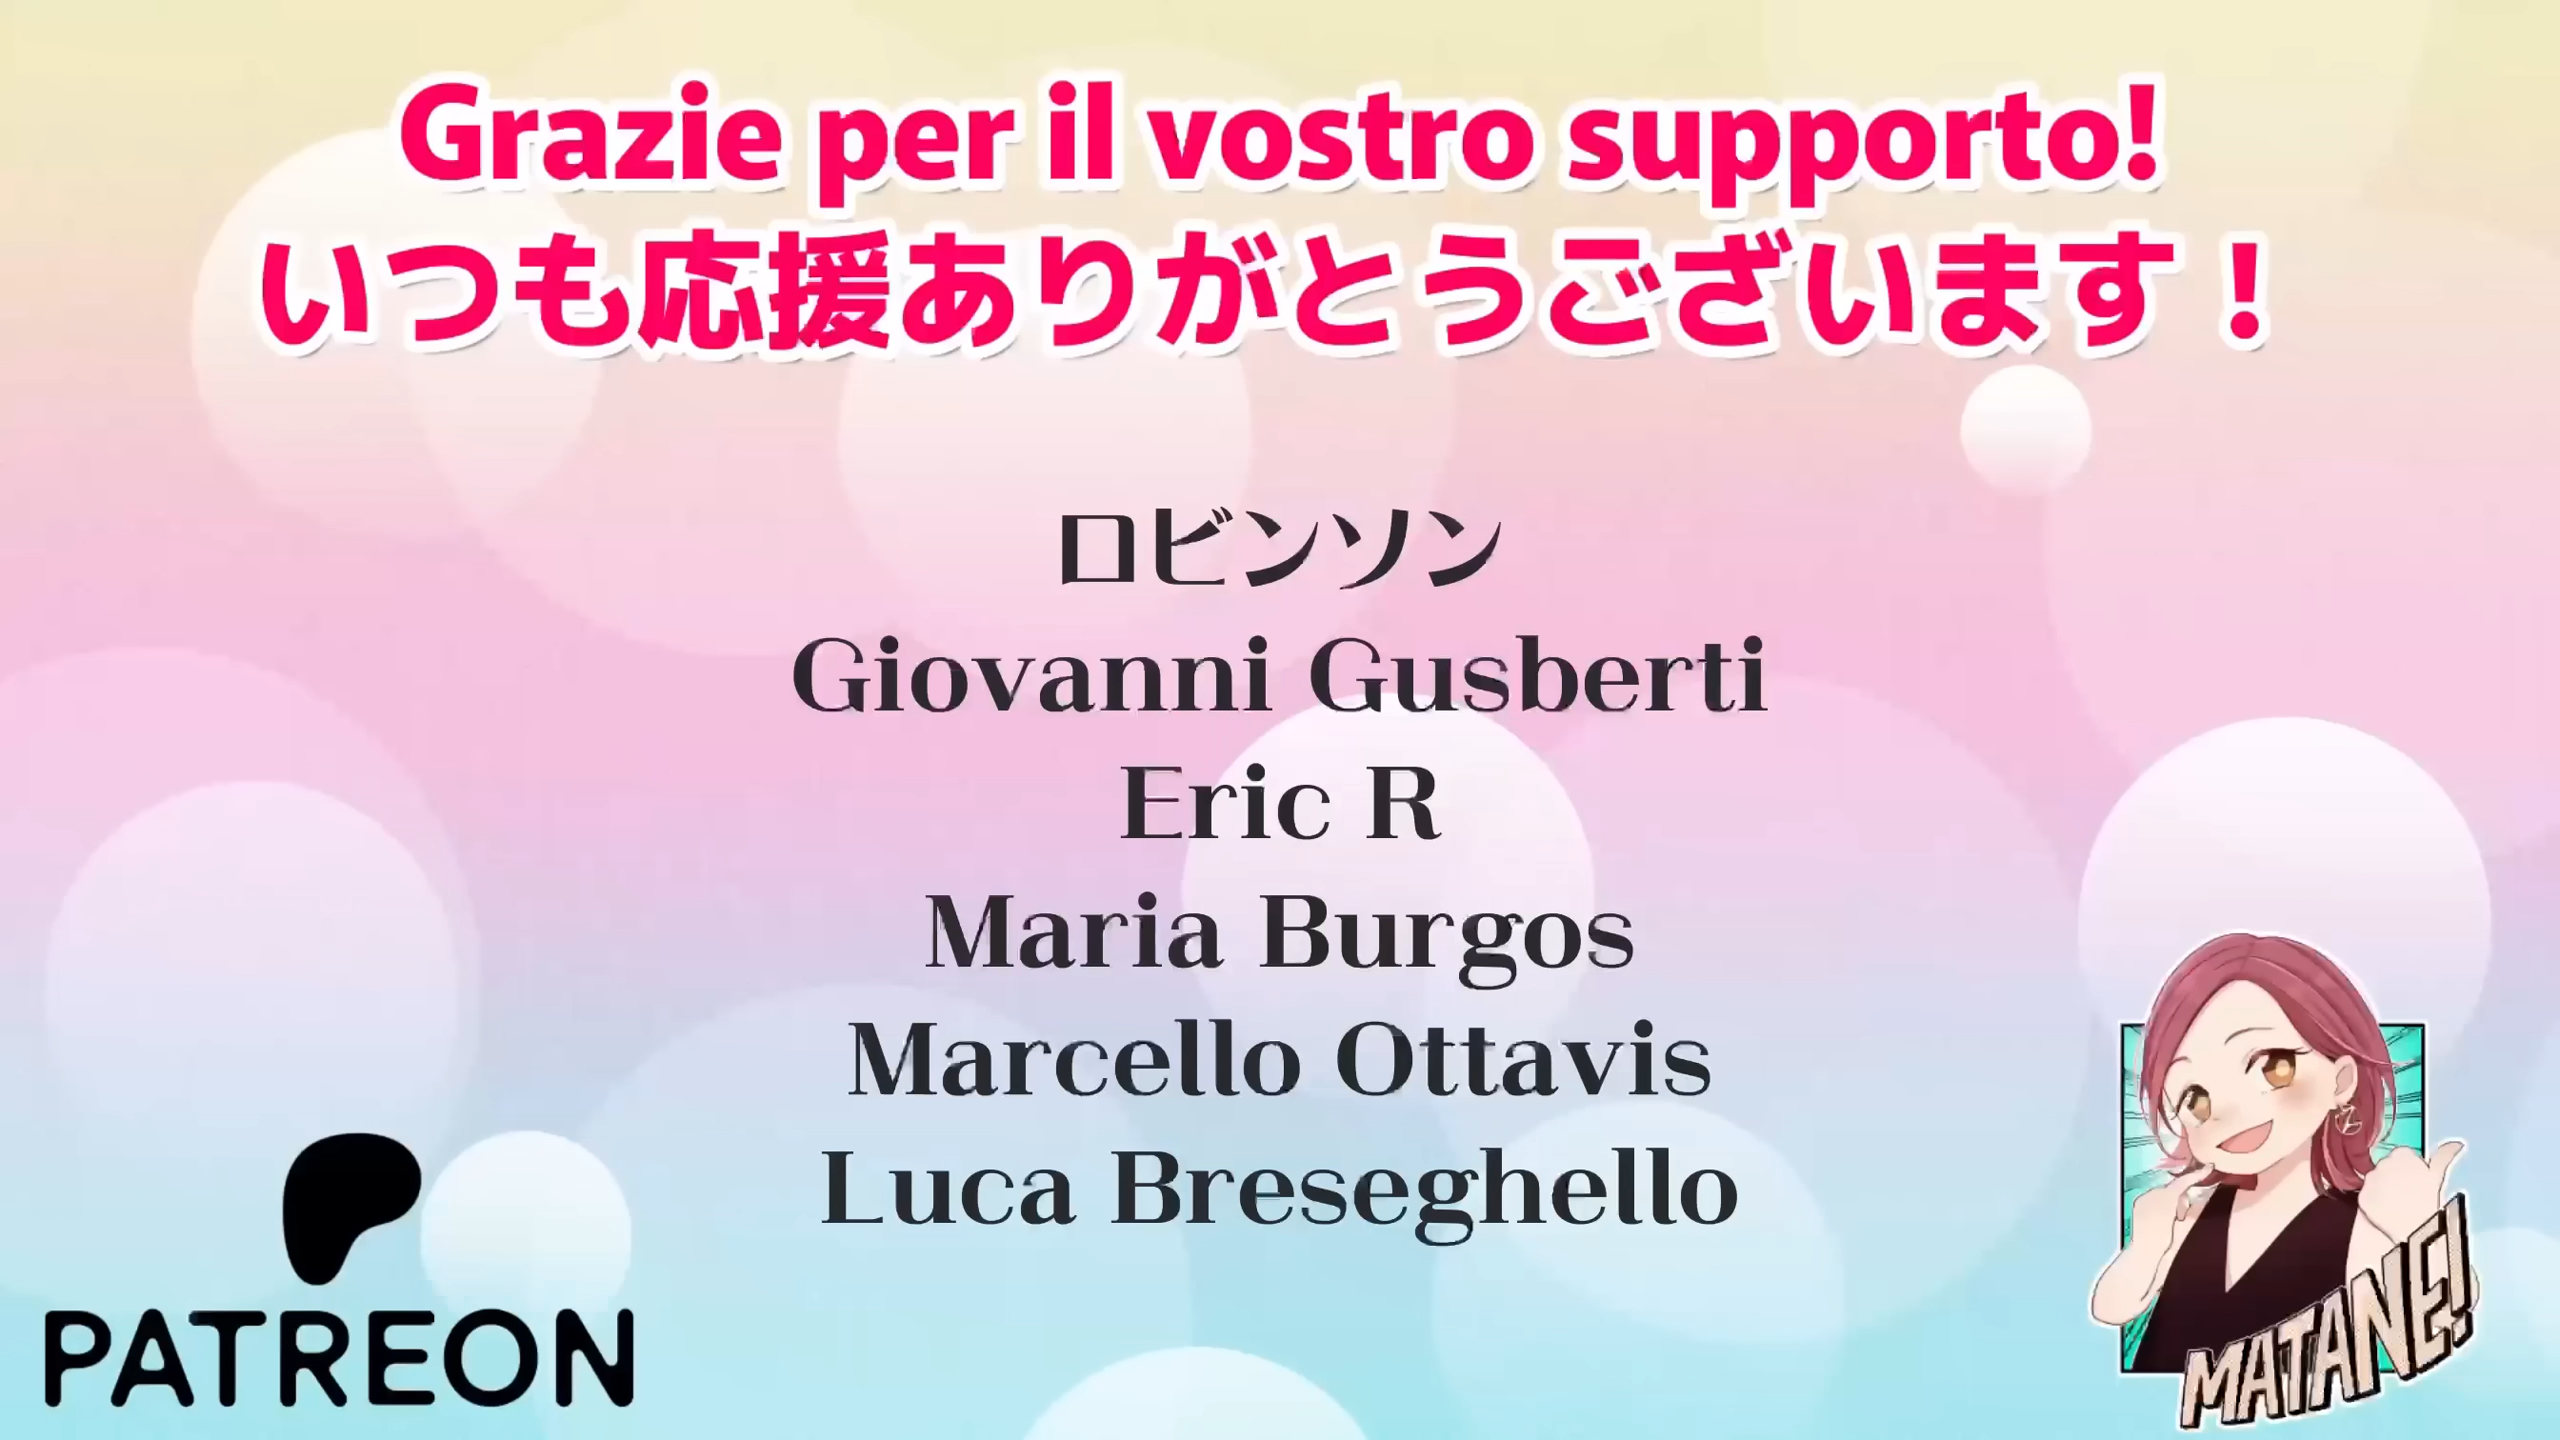 Grazie per il vostro supporto!
いつも応援ありがとうございます！
ロビンソン
Giovanni Gusberti
Eric R
Maria Burgos
Marcello Ottavis
Luca Breseghello
PATREON
MATANE!